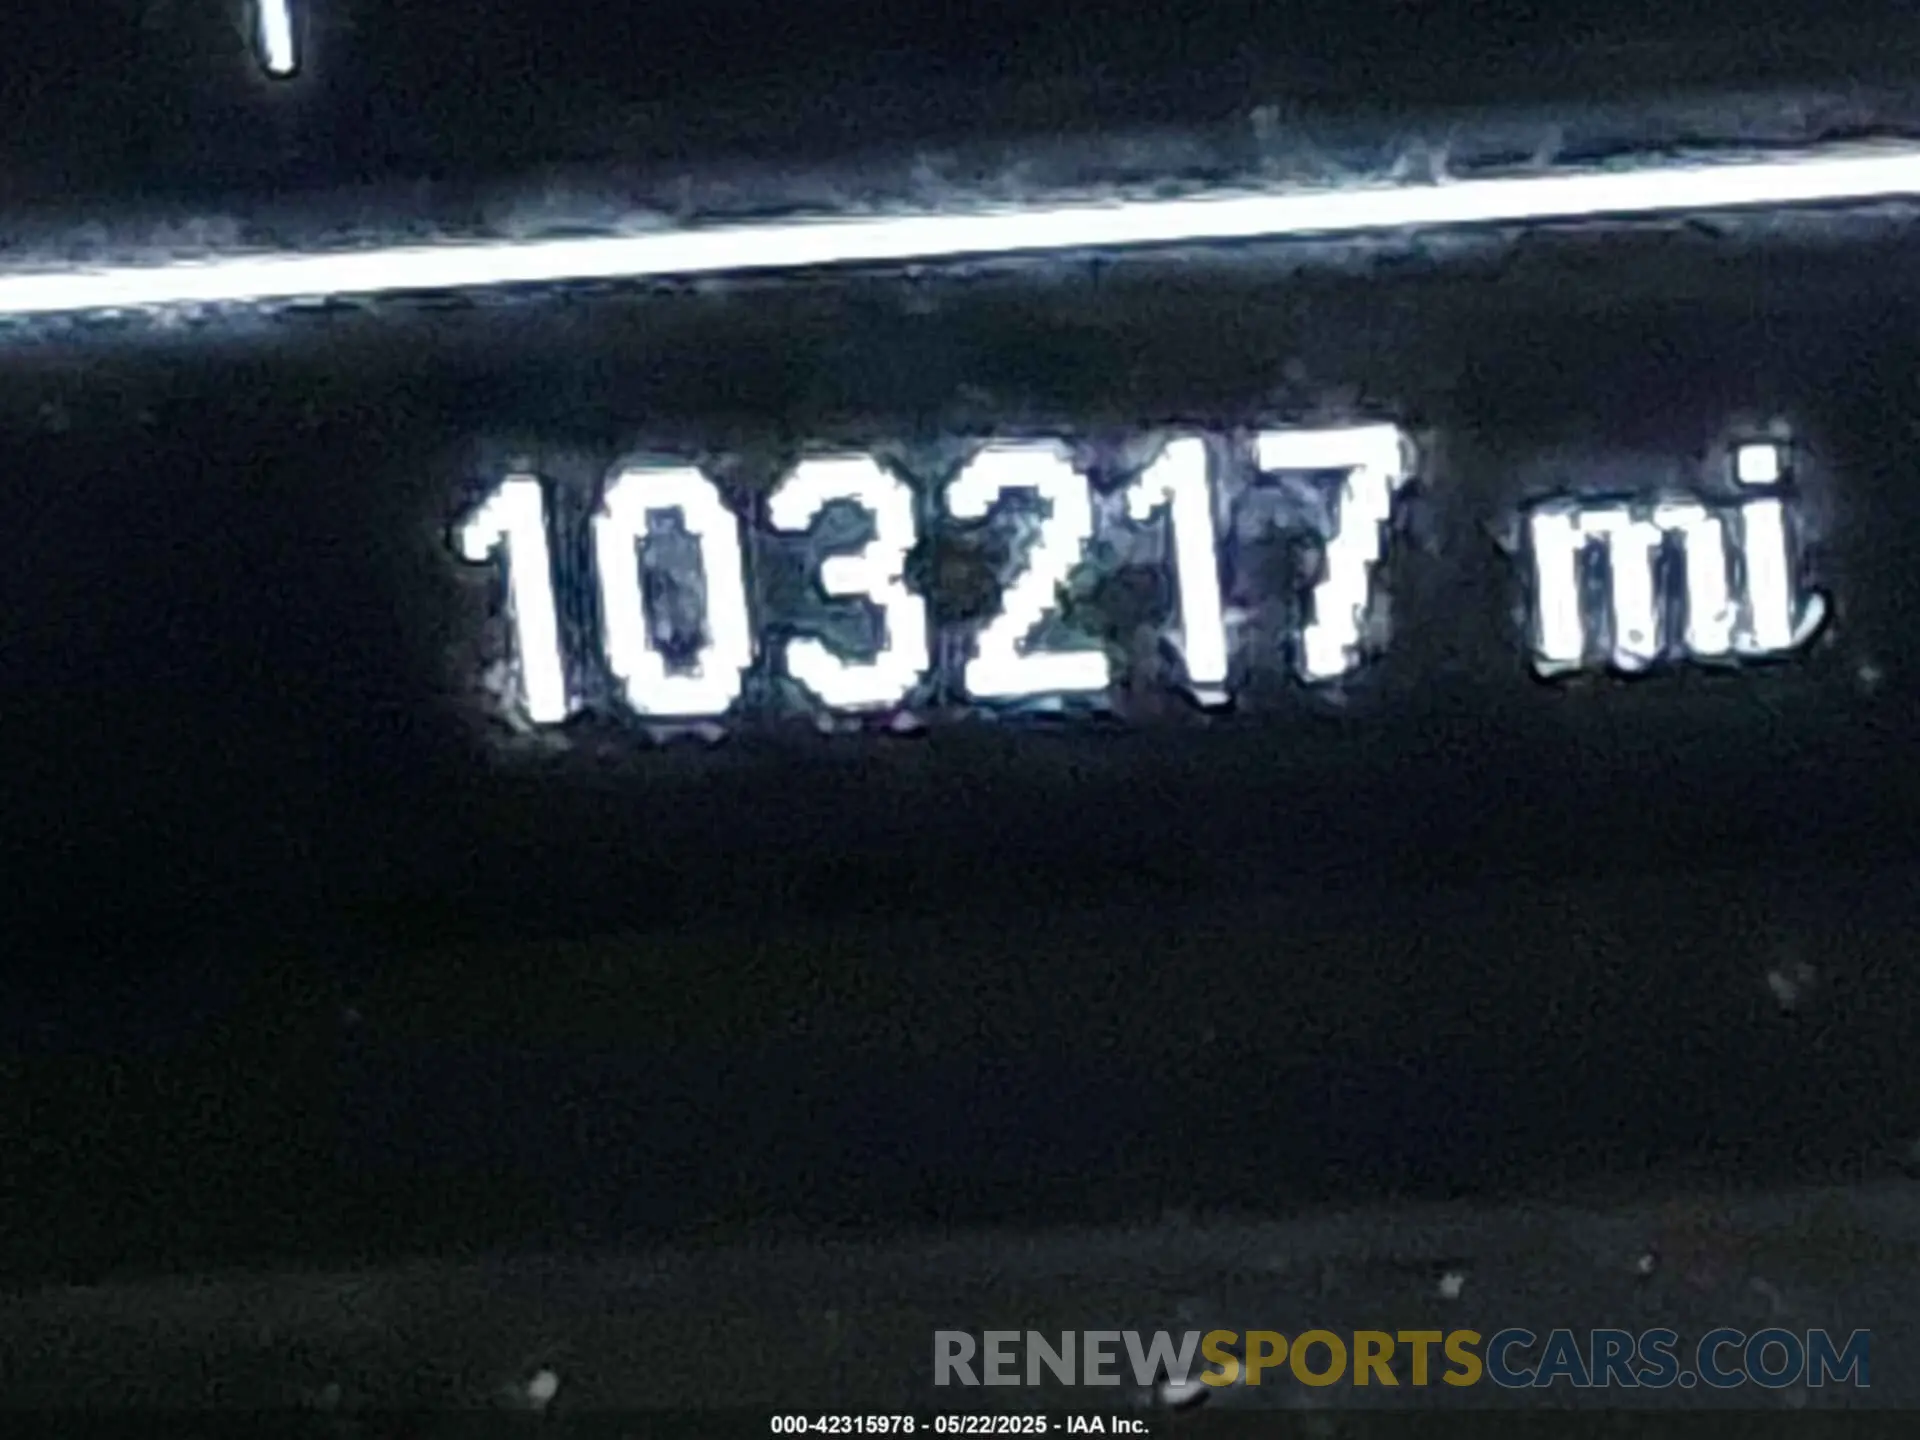 103217 mi
RENEWSPORTSCARS.COM
000-42315978 - 05/22/2025 - IAA Inc.